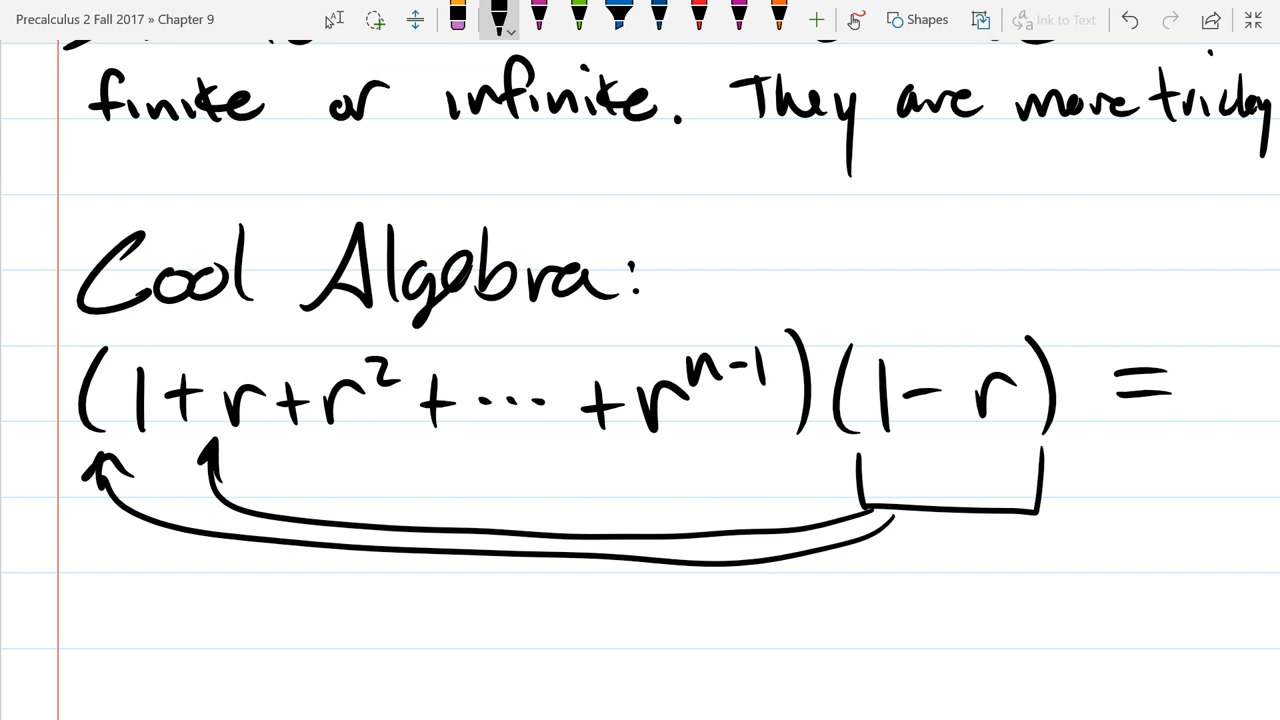 Precalculus 2 Fall 2017 » Chapter 9
Shapes
Ink to Text
finite or infinite. They are more tricky
Cool Algebra:
(1+r+r²+⋯+rⁿ⁻¹)(1-r) =